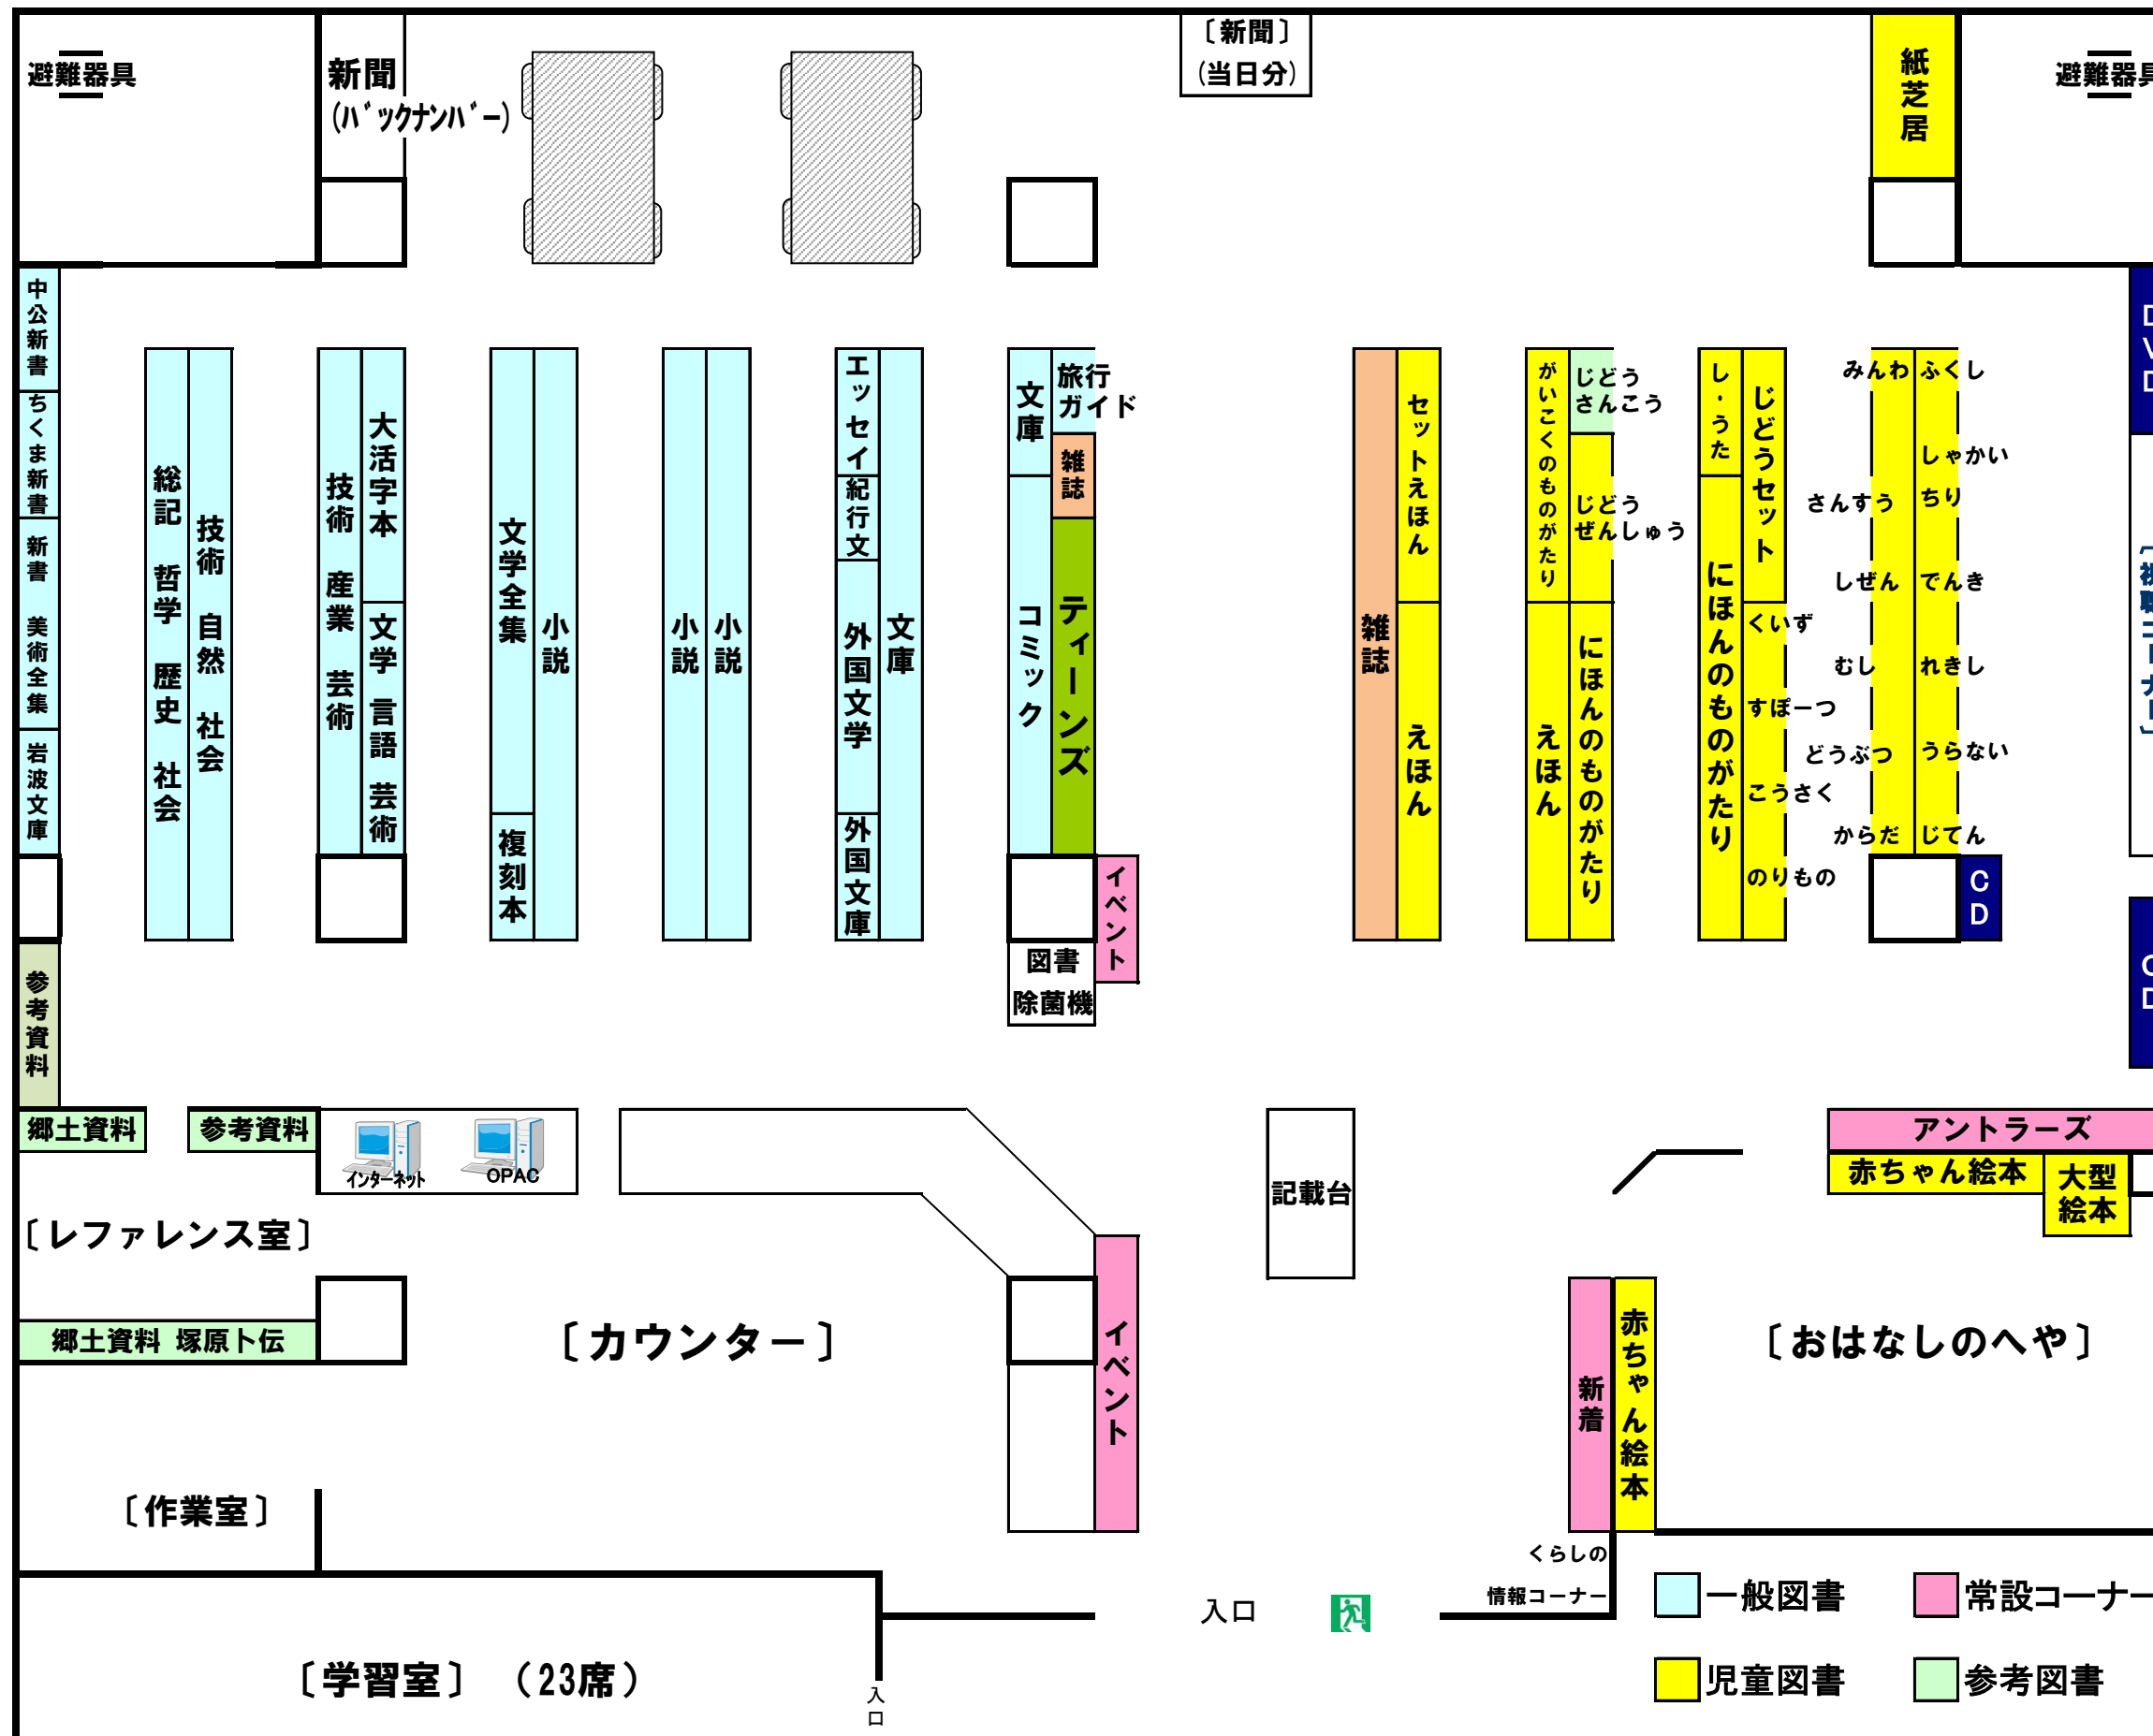 避難器具
新聞
(バックナンバー)
〔新聞〕
(当日分)
紙芝居
避難器具
中公新書
ちくま新書
新書 美術全集
岩波文庫
参考資料
総記 哲学 歴史 社会
技術 自然 社会
技術 産業 芸術
大活字本
文学 言語 芸術
文学全集
複刻本
小説
小説
小説
エッセイ
紀行文
外国文学
外国文庫
文庫
文庫
コミック
旅行
ガイド
雑誌
ティーンズ
イベント
図書
除菌機
雑誌
セットえほん
えほん
がいこくのものがたり
えほん
じどう
さんこう
じどう
ぜんしゅう
にほんのものがたり
し・うた
にほんのものがたり
じどうセット
くいず
すぽーつ
こうさく
のりもの
みんわ
さんすう
しぜん
むし
どうぶつ
からだ
ふくし
しゃかい
ちり
でんき
れきし
うらない
じてん
CD
DVD
〔視聴コーナー〕
CD
郷土資料
参考資料
インターネット
OPAC
〔レファレンス室〕
郷土資料 塚原卜伝
〔カウンター〕
イベント
記載台
アントラーズ
赤ちゃん絵本
大型
絵本
新着
赤ちゃん絵本
〔おはなしのへや〕
〔作業室〕
くらしの
情報コーナー
入口
〔学習室〕 (23席)
入口
一般図書
常設コーナー
児童図書
参考図書